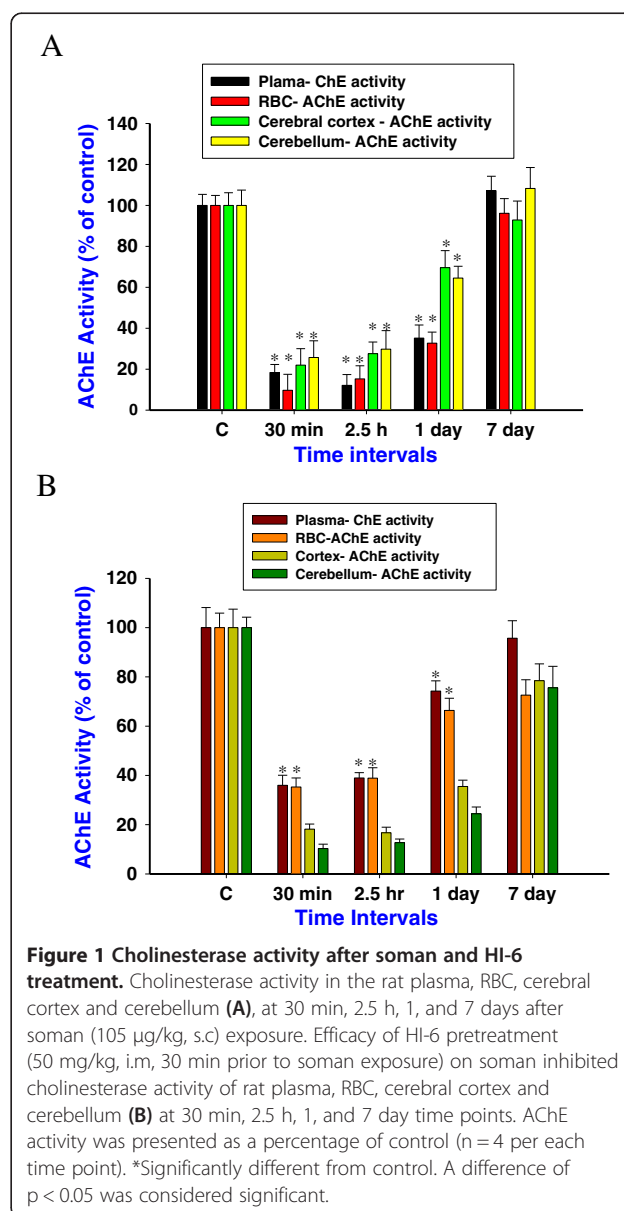 A
Plama- ChE activity
RBC- AChE activity
Cerebral cortex - AChE activity
Cerebellum- AChE activity
AChE Activity (% of control)
140
120
100
80
60
40
20
0
* * * *
* * * *
* * * *
C 30 min 2.5 h 1 day 7 day
Time intervals
B
Plasma- ChE activity
RBC-AChE activity
Cortex- AChE activity
Cerebellum- AChE activity
AChE Activity (% of control)
120
100
80
60
40
20
0
* *
* *
* *
C 30 min 2.5 hr 1 day 7 day
Time Intervals
Figure 1 Cholinesterase activity after soman and HI-6
treatment. Cholinesterase activity in the rat plasma, RBC, cerebral
cortex and cerebellum (A), at 30 min, 2.5 h, 1, and 7 days after
soman (105 μg/kg, s.c) exposure. Efficacy of HI-6 pretreatment
(50 mg/kg, i.m, 30 min prior to soman exposure) on soman inhibited
cholinesterase activity of rat plasma, RBC, cerebral cortex and
cerebellum (B) at 30 min, 2.5 h, 1, and 7 day time points. AChE
activity was presented as a percentage of control (n = 4 per each
time point). *Significantly different from control. A difference of
p < 0.05 was considered significant.